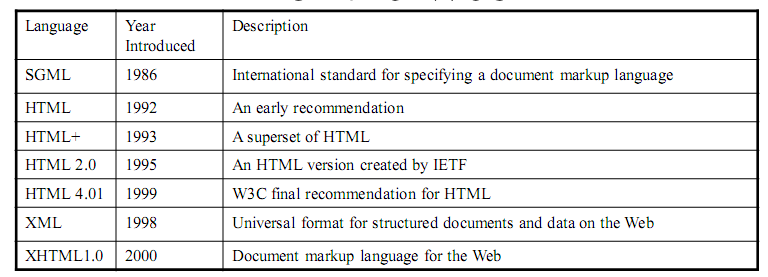 Language Year Introduced Description
SGML 1986 International standard for specifying a document markup language
HTML 1992 An early recommendation
HTML+ 1993 A superset of HTML
HTML 2.0 1995 An HTML version created by IETF
HTML 4.01 1999 W3C final recommendation for HTML
XML 1998 Universal format for structured documents and data on the Web
XHTML1.0 2000 Document markup language for the Web